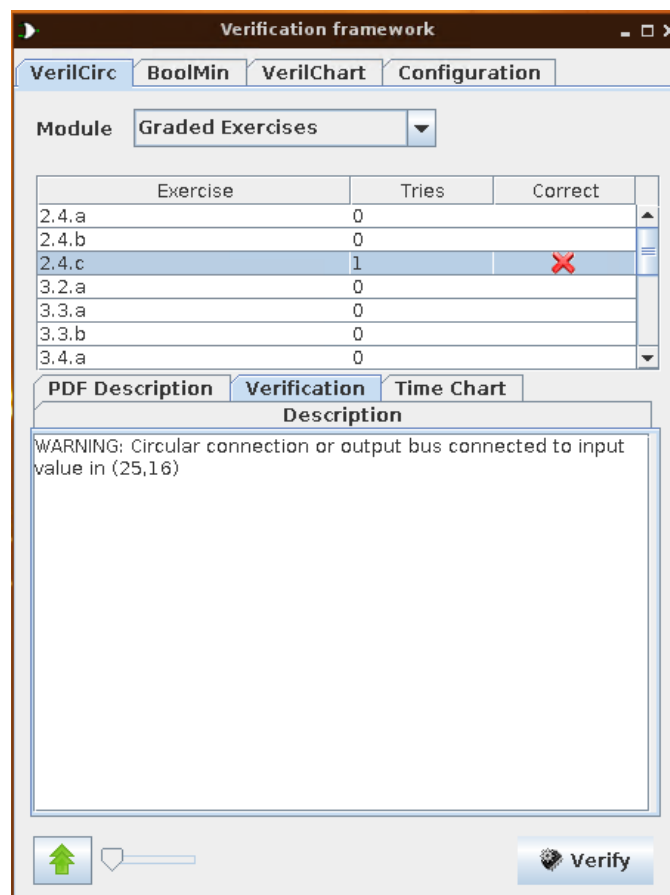 Verification framework
VerilCirc BoolMin VerilChart Configuration
Module Graded Exercises
Exercise Tries Correct
2.4.a 0
2.4.b 0
2.4.c 1
3.2.a 0
3.3.a 0
3.3.b 0
3.4.a 0
PDF Description Verification Time Chart
Description
WARNING: Circular connection or output bus connected to input
value in (25,16)
Verify